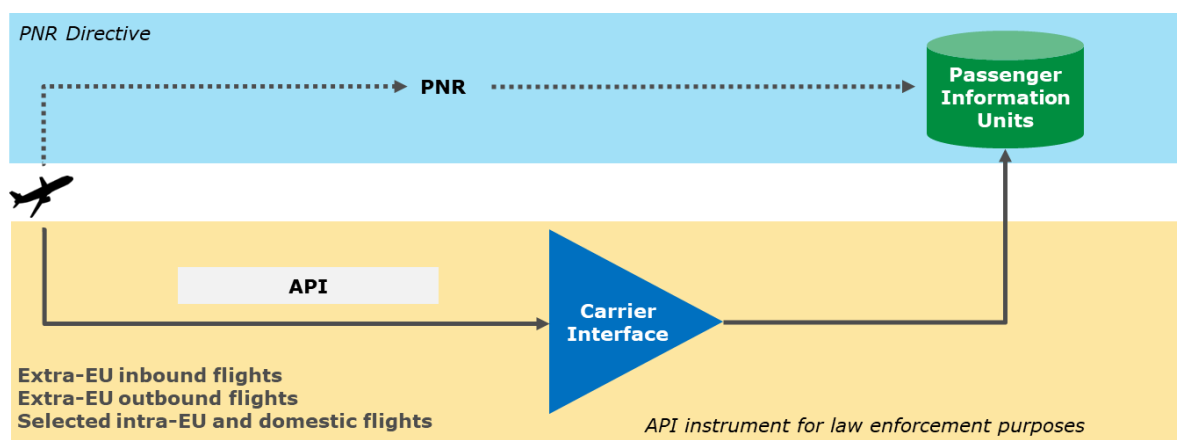 PNR Directive
PNR
Passenger
Information
Units
API
Carrier
Interface
Extra-EU inbound flights
Extra-EU outbound flights
Selected intra-EU and domestic flights
API instrument for law enforcement purposes